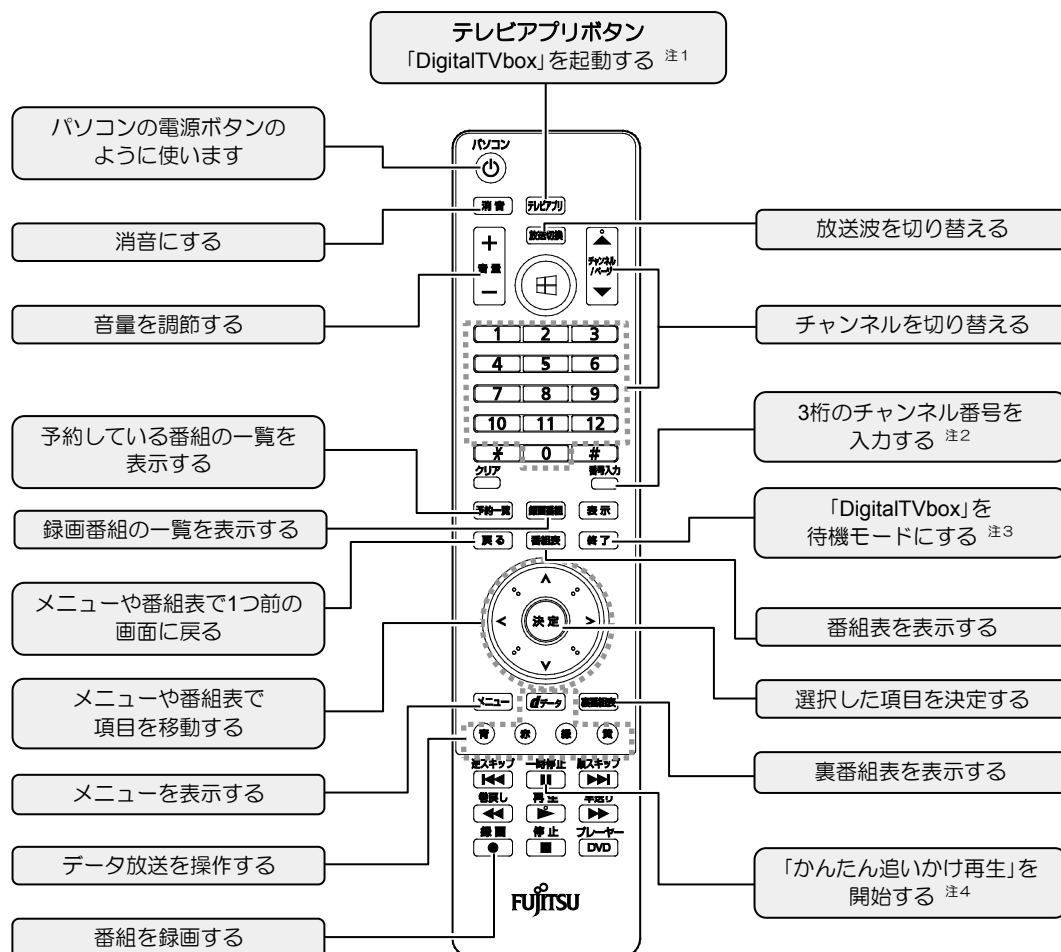 テレビアプリボタン
「DigitalTVbox」を起動する 注1
パソコンの電源ボタンの
ように使います
消音にする
音量を調節する
予約している番組の一覧を
表示する
録画番組の一覧を表示する
メニューや番組表で1つ前の
画面に戻る
メニューや番組表で
項目を移動する
メニューを表示する
データ放送を操作する
番組を録画する
パソコン
消音
テレビアプリ
放送切換
+
音量
−
チャンネル
/ページ
1 2 3
4 5 6
7 8 9
10 11 12
* 0 #
クリア
番号入力
予約一覧
録画番組
表示
戻る
番組表
終了
決定
メニュー
dデータ
裏番組表
青 赤 緑 黄
逆スキップ 一時停止 順スキップ
巻戻し 再生 早送り
録画 停止 プレーヤー
DVD
FUJITSU
放送波を切り替える
チャンネルを切り替える
3桁のチャンネル番号を
入力する 注2
「DigitalTVbox」を
待機モードにする 注3
番組表を表示する
選択した項目を決定する
裏番組表を表示する
「かんたん追いかけ再生」を
開始する 注4